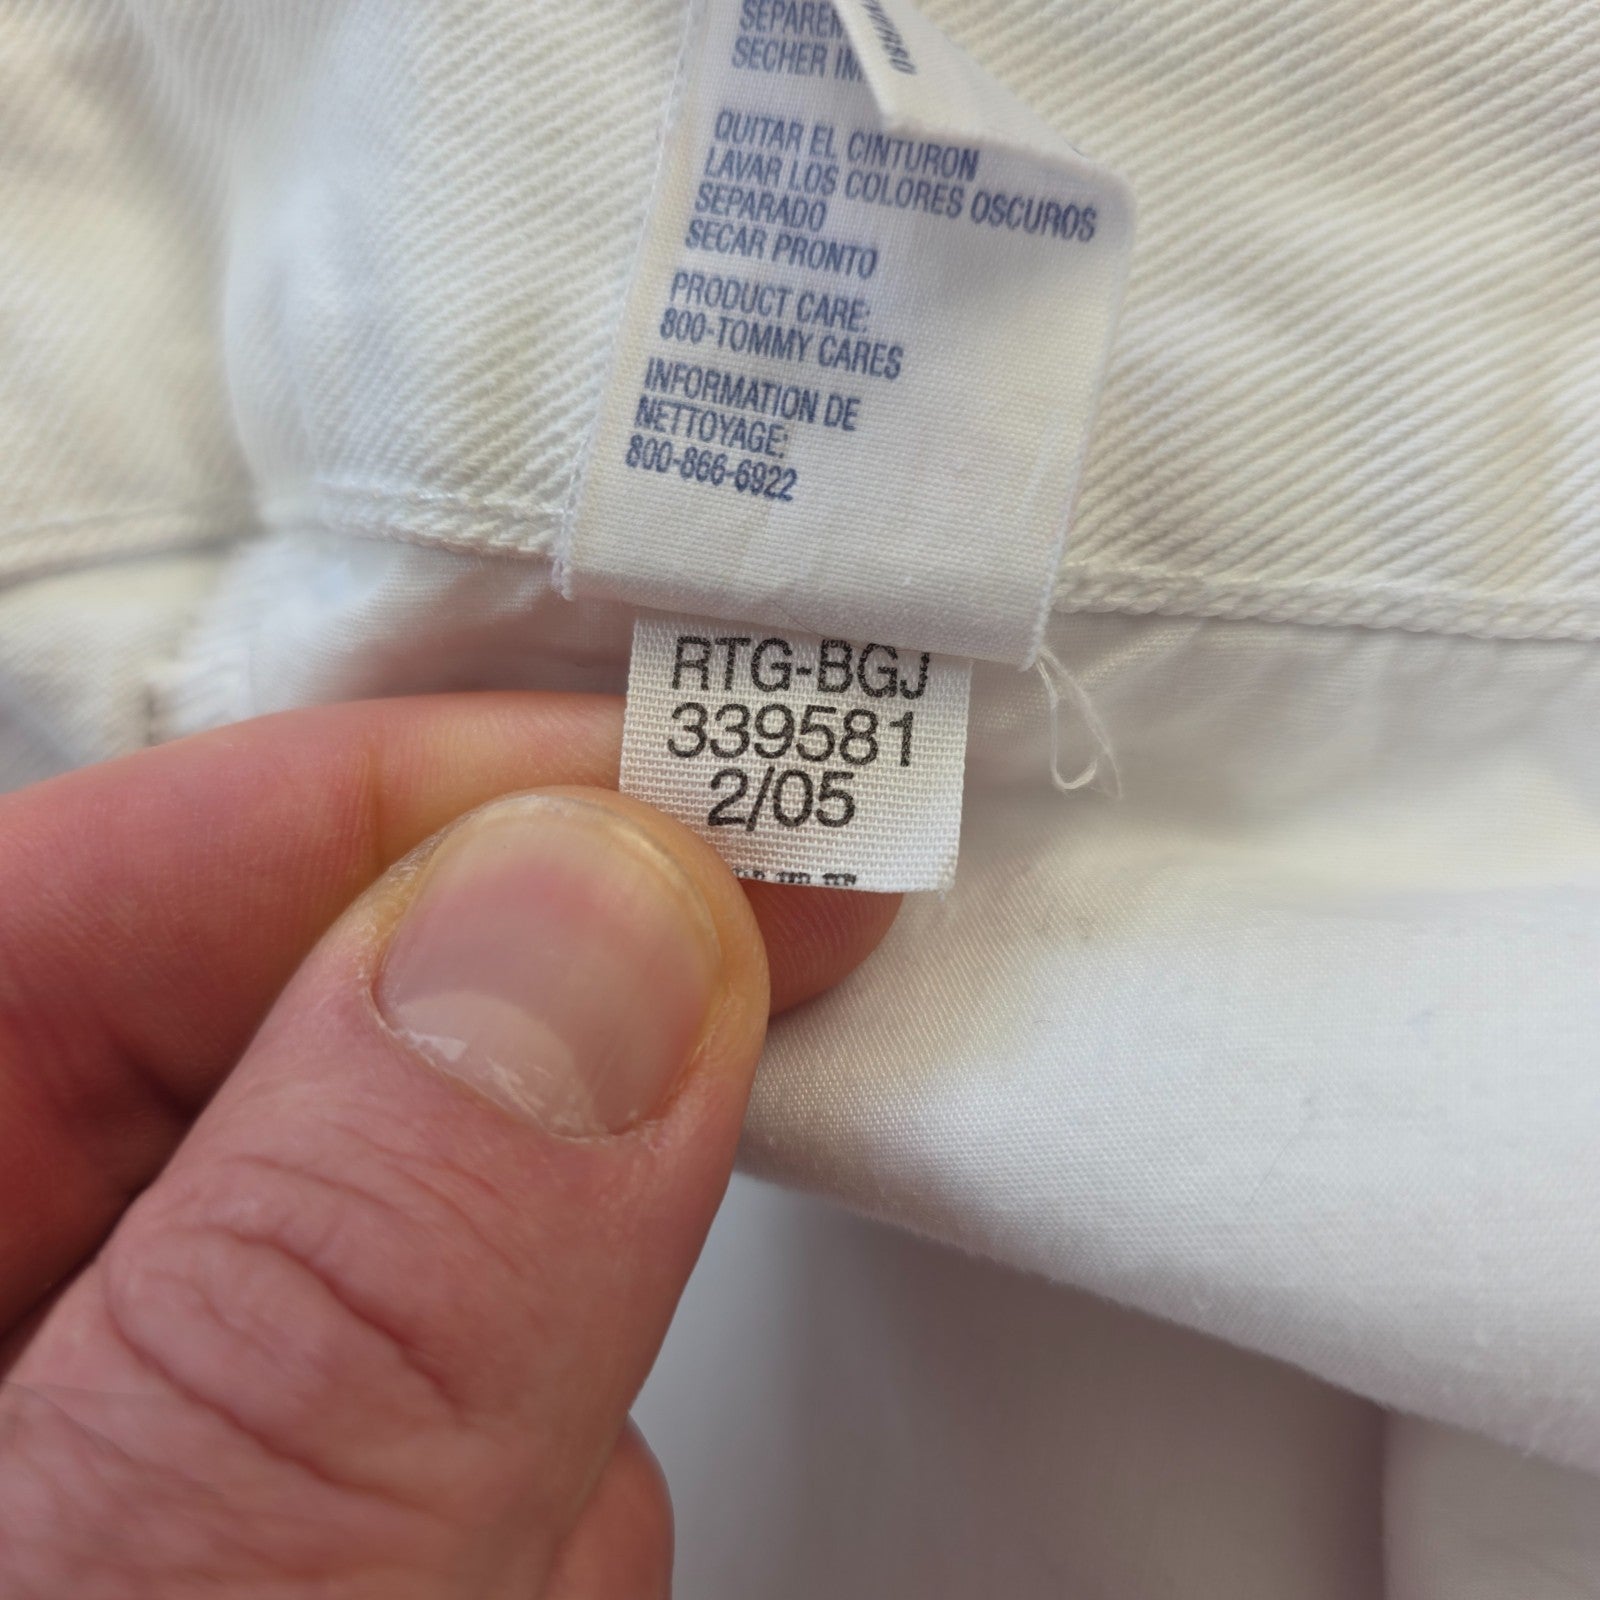 SECHER
QUITAR EL CINTURON
LAVAR LOS COLORES OSCUROS
SEPARADO
SECAR PRONTO
PRODUCT CARE:
800-TOMMY CARES
INFORMATION DE
NETTOYAGE:
800-866-6922
RTG-BGJ
339581
2/05